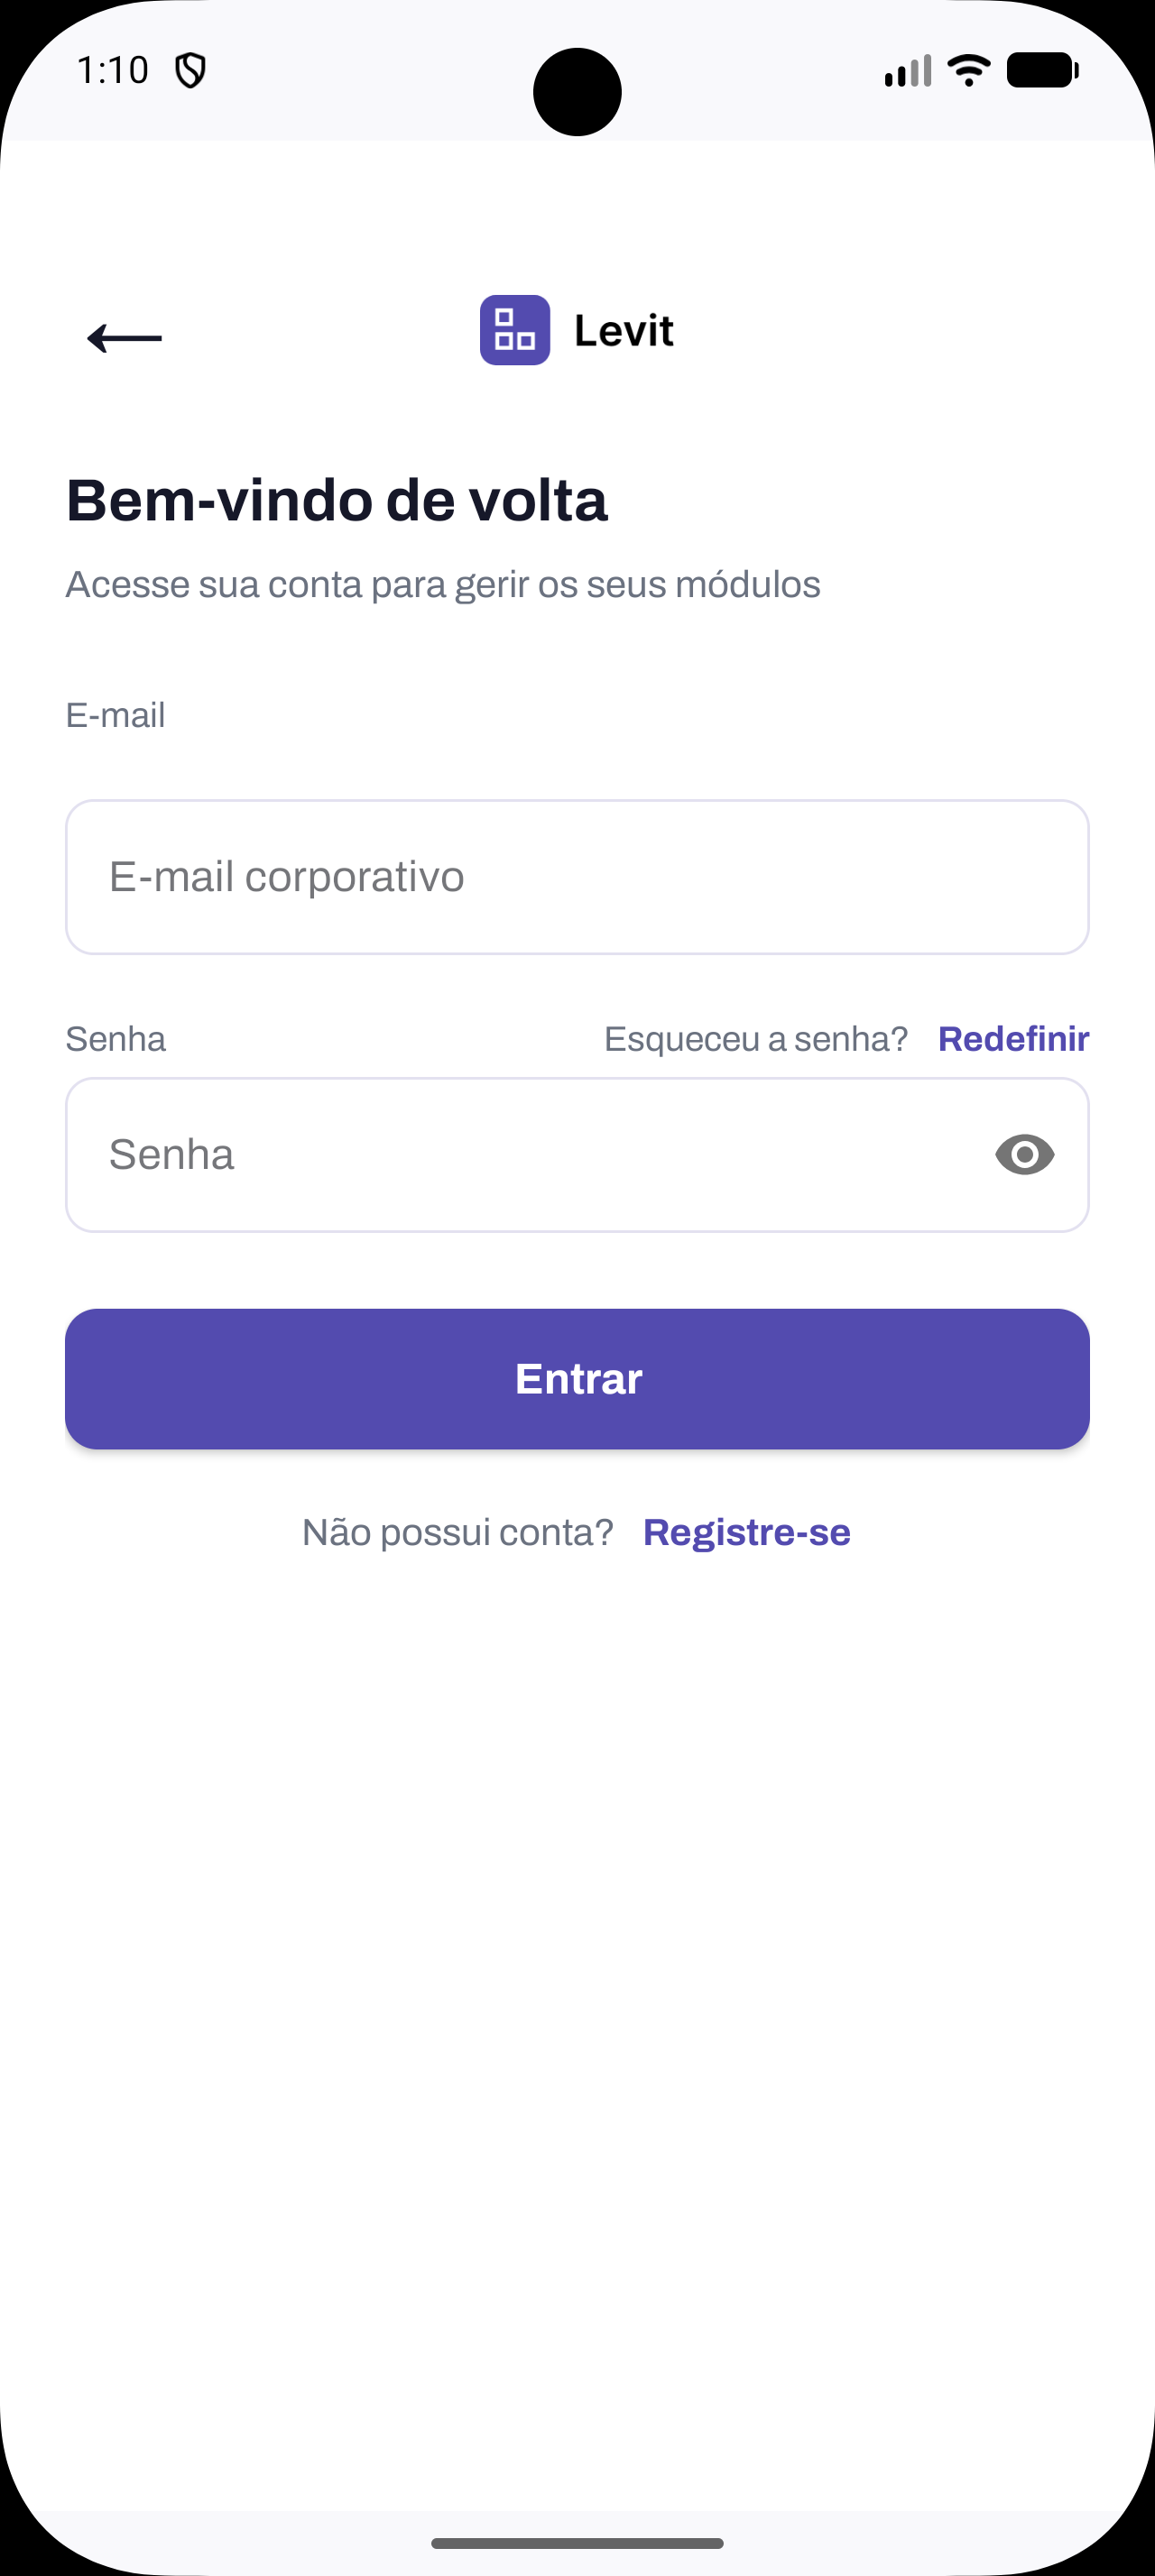 1:10
Levit
Bem-vindo de volta
Acesse sua conta para gerir os seus módulos
E-mail
E-mail corporativo
Senha Esqueceu a senha? Redefinir
Senha
Entrar
Não possui conta? Registre-se